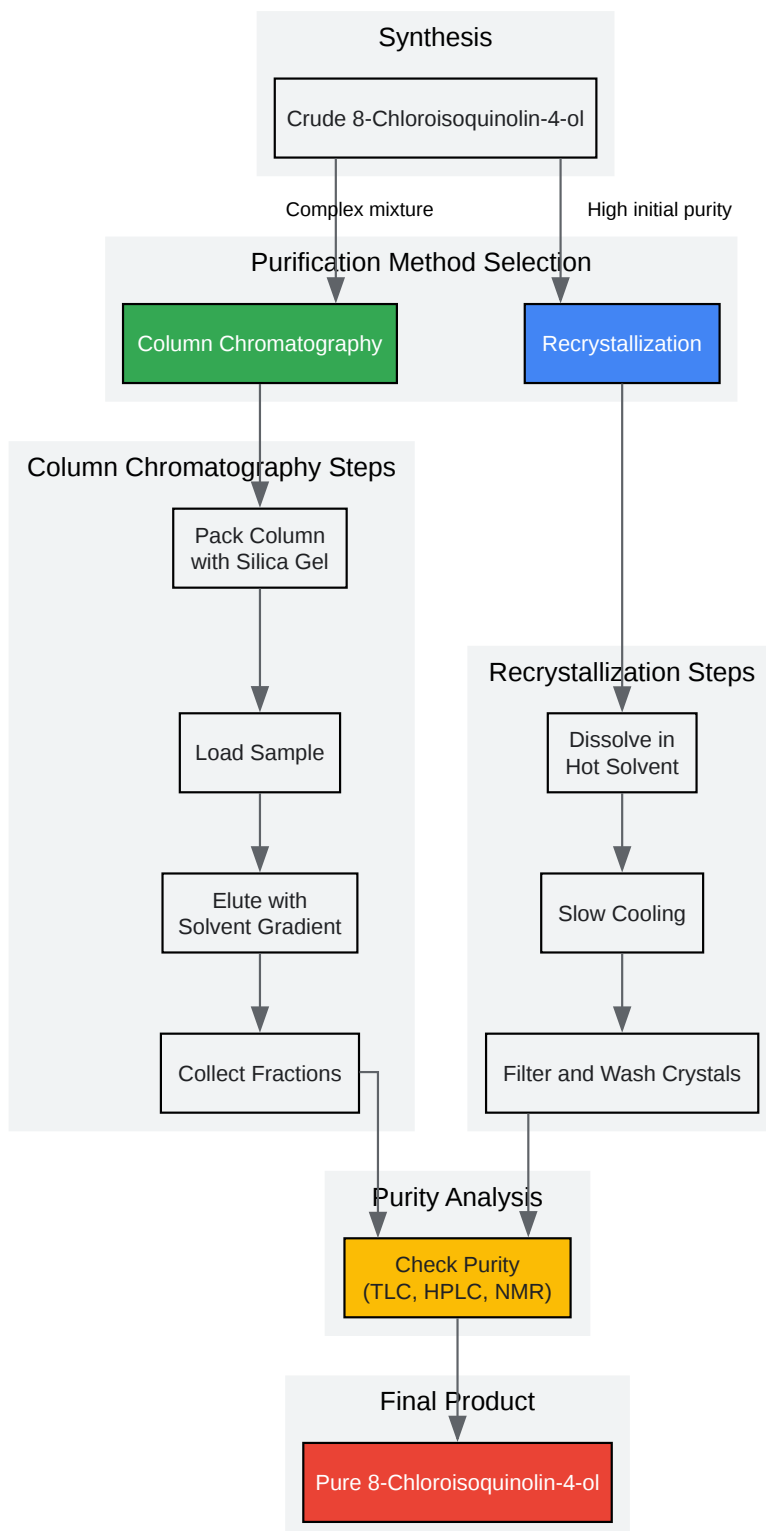 Synthesis
Crude 8-Chloroisoquinolin-4-ol
Complex mixture
High initial purity
Purification Method Selection
Column Chromatography
Recrystallization
Column Chromatography Steps
Pack Column
with Silica Gel
Load Sample
Elute with
Solvent Gradient
Collect Fractions
Recrystallization Steps
Dissolve in
Hot Solvent
Slow Cooling
Filter and Wash Crystals
Purity Analysis
Check Purity
(TLC, HPLC, NMR)
Final Product
Pure 8-Chloroisoquinolin-4-ol